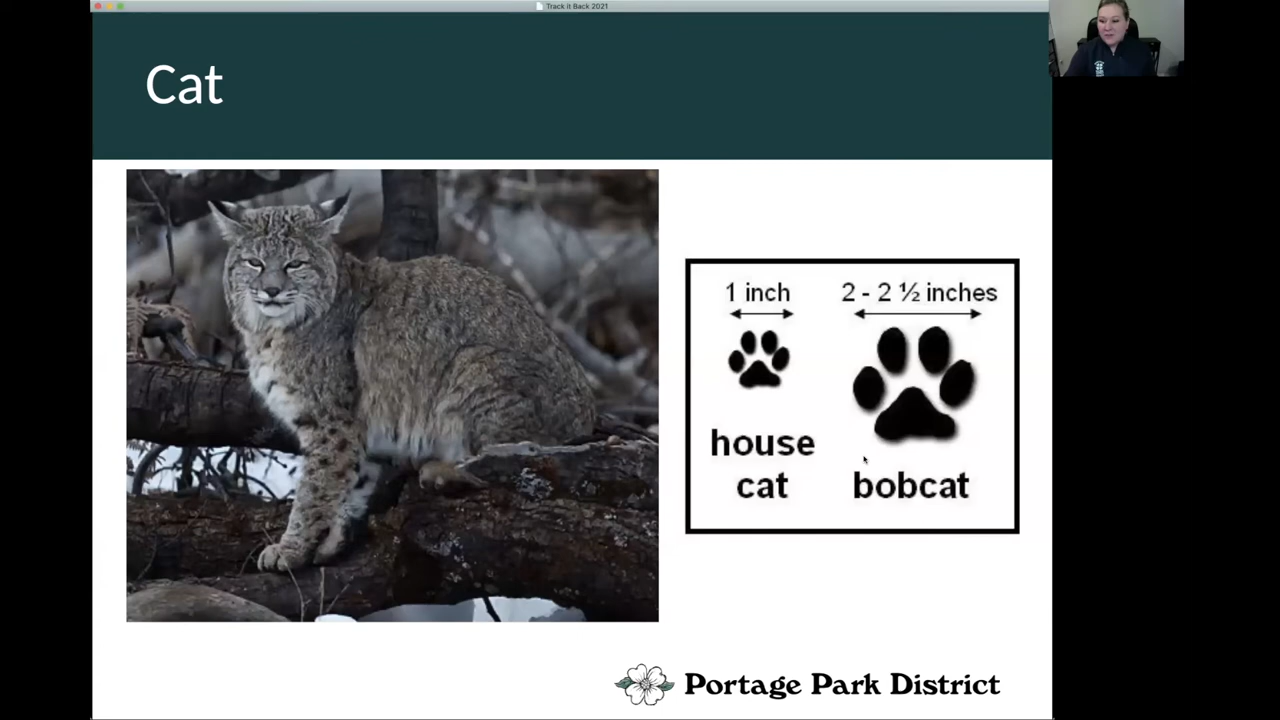 Track it Back 2021
Cat
1 inch
2 - 2 ½ inches
house
cat
bobcat
Portage Park District